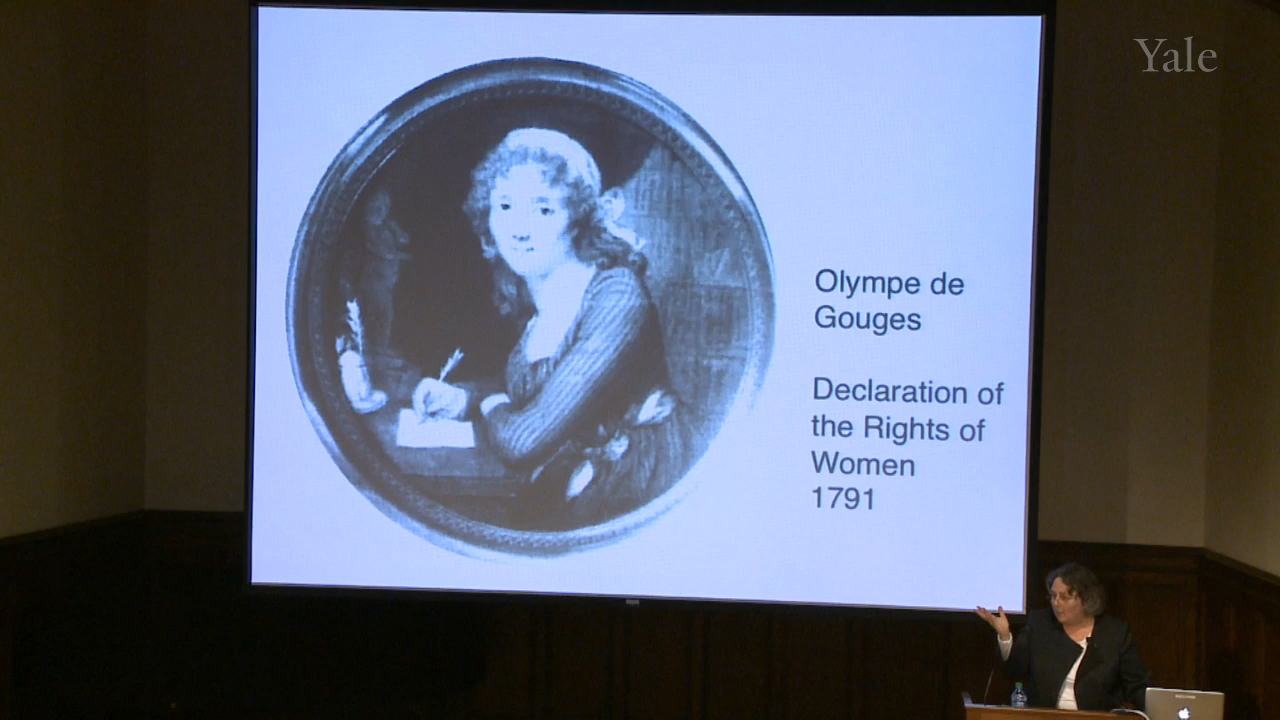 Yale
Olympe de
Gouges
Declaration of
the Rights of
Women
1791